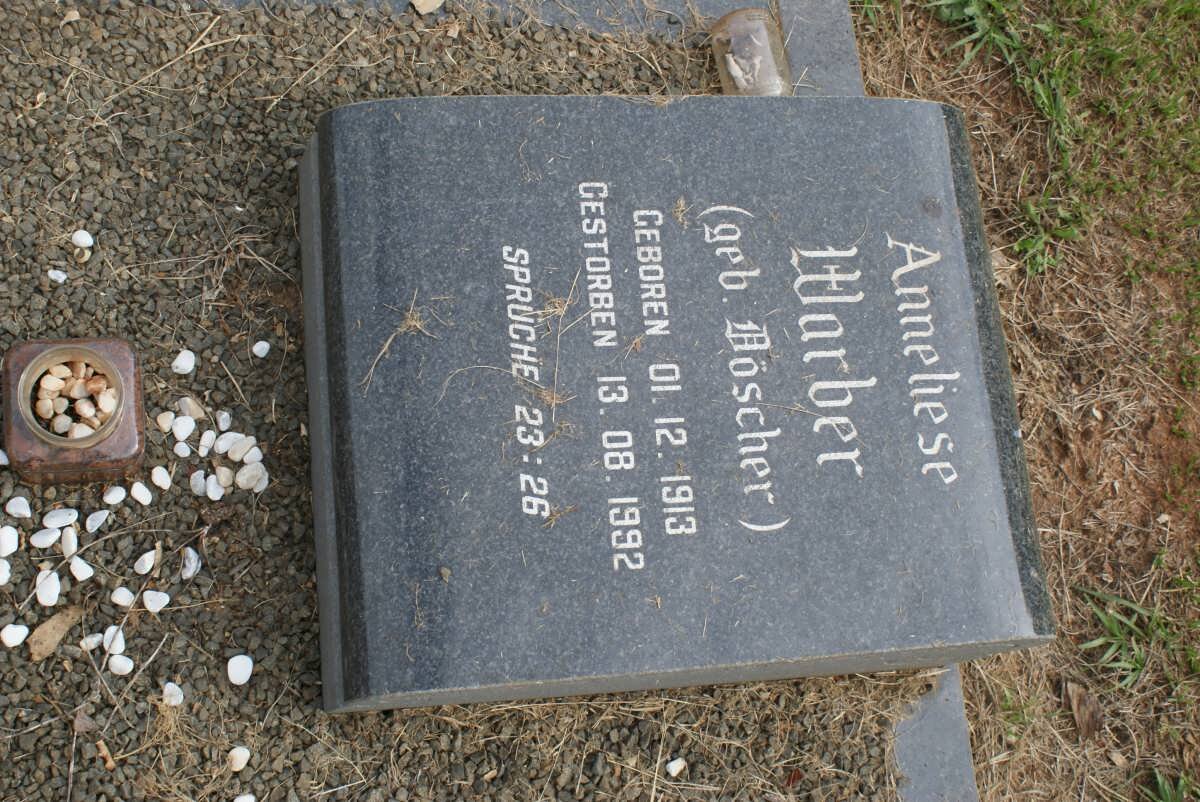 Anneliese
Warber
(geb. Böscher)
GEBOREN 01. 12. 1913
GESTORBEN 13. 08. 1992
SPRÜCHE 23:26